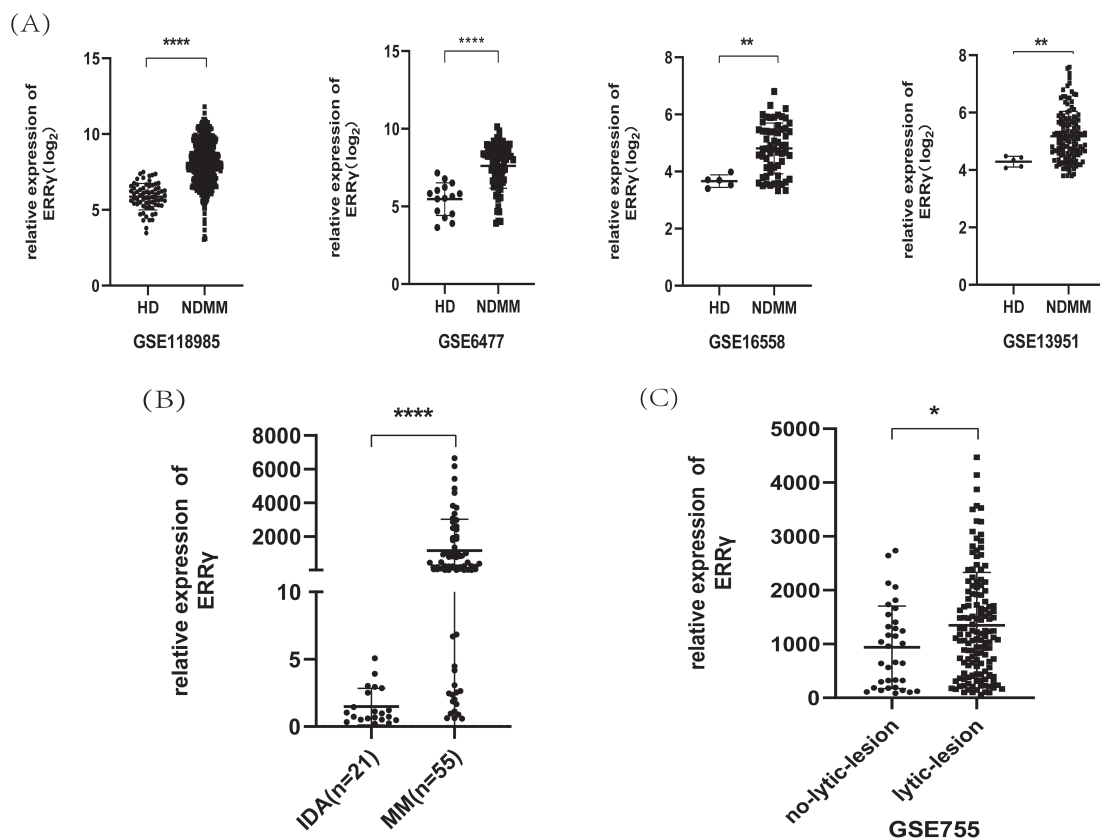 (A)
****
15
10
5
0
relative expression of
ERRγ(log2)
HD NDMM
GSE118985
****
15
10
5
0
relative expression of
ERRγ(log2)
HD NDMM
GSE6477
**
8
6
4
2
0
relative expression of
ERRγ(log2)
HD NDMM
GSE16558
**
8
6
4
2
0
relative expression of
ERRγ(log2)
HD NDMM
GSE13951
(B)
****
8000
6000
4000
2000
10
5
0
relative expression of
ERRγ
IDA(n=21)
MM(n=55)
(C)
*
5000
4000
3000
2000
1000
0
relative expression of
ERRγ
no-lytic-lesion
lytic-lesion
GSE755